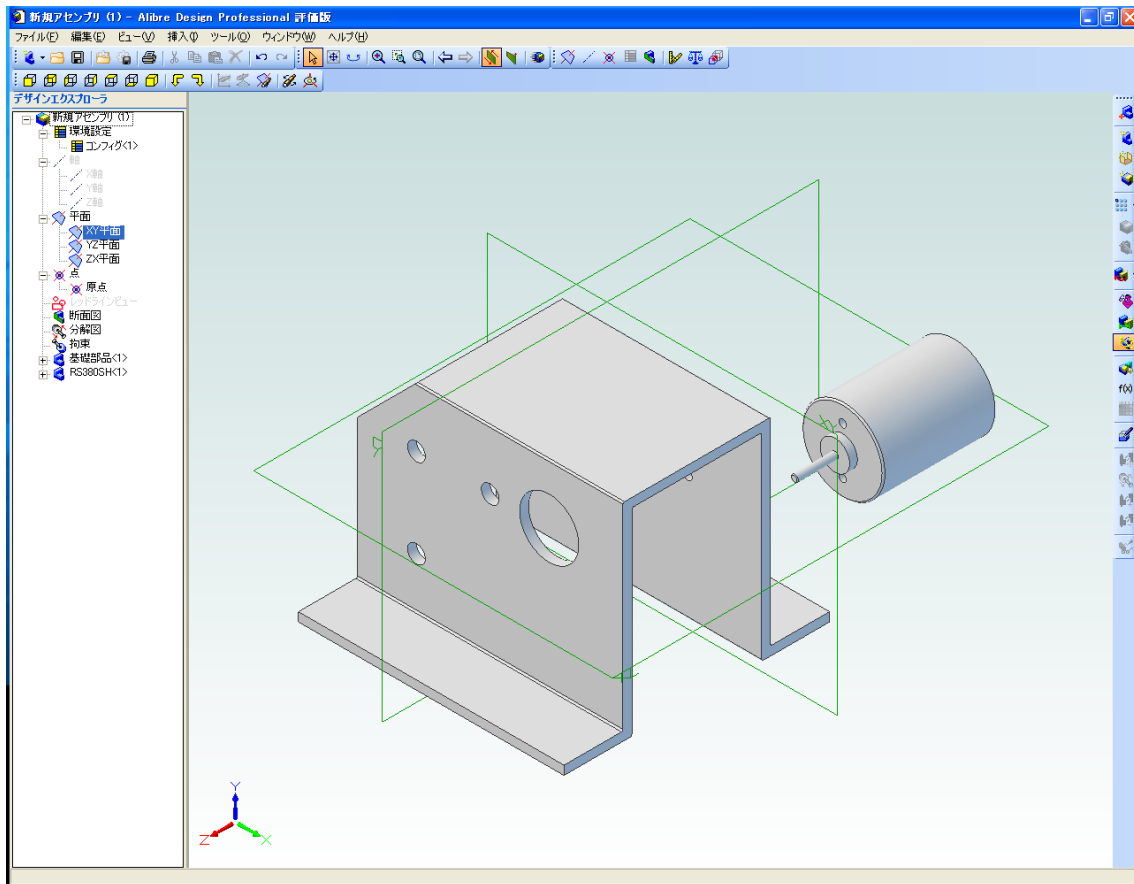 新規アセンブリ (1) - Alibre Design Professional 評価版
ファイル(F) 編集(E) ビュー(V) 挿入(I) ツール(O) ウィンドウ(W) ヘルプ(H)
デザインエクスプローラ
新規アセンブリ (1)
環境設定
コンフィグ<1>
軸
X軸
Y軸
Z軸
平面
XY平面
YZ平面
ZX平面
点
原点
レッドラインビュー
断面図
分解図
拘束
基礎部品<1>
RS380SH<1>
f(x)
Y
Z
X